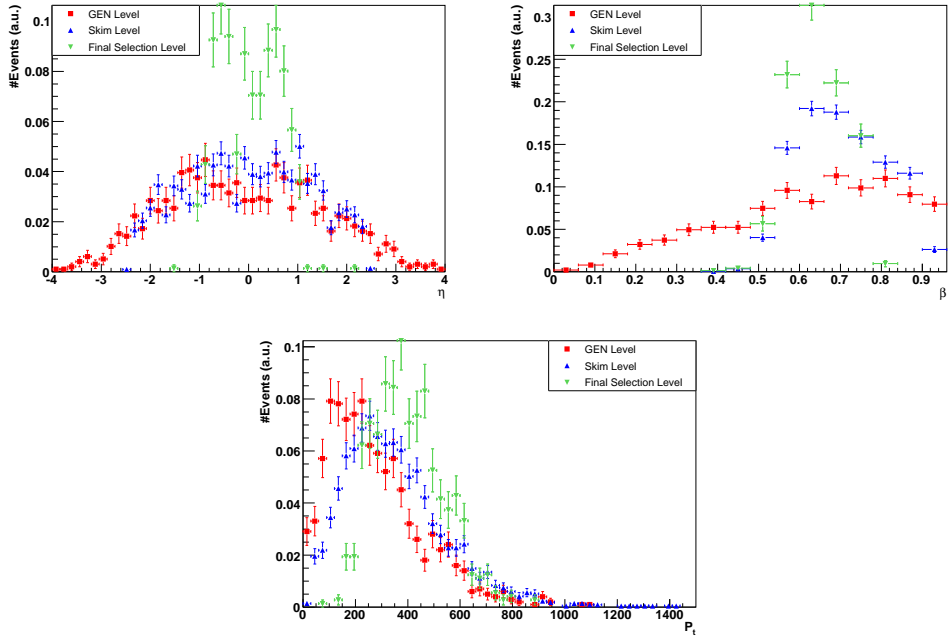 #Events (a.u.)
0.1
0.08
0.06
0.04
0.02
0
GEN Level
Skim Level
Final Selection Level
-4 -3 -2 -1 0 1 2 3 4
η
#Events (a.u.)
0.3
0.25
0.2
0.15
0.1
0.05
0
GEN Level
Skim Level
Final Selection Level
0 0.1 0.2 0.3 0.4 0.5 0.6 0.7 0.8 0.9
β
#Events (a.u.)
0.1
0.08
0.06
0.04
0.02
0
GEN Level
Skim Level
Final Selection Level
0 200 400 600 800 1000 1200 1400
Pt